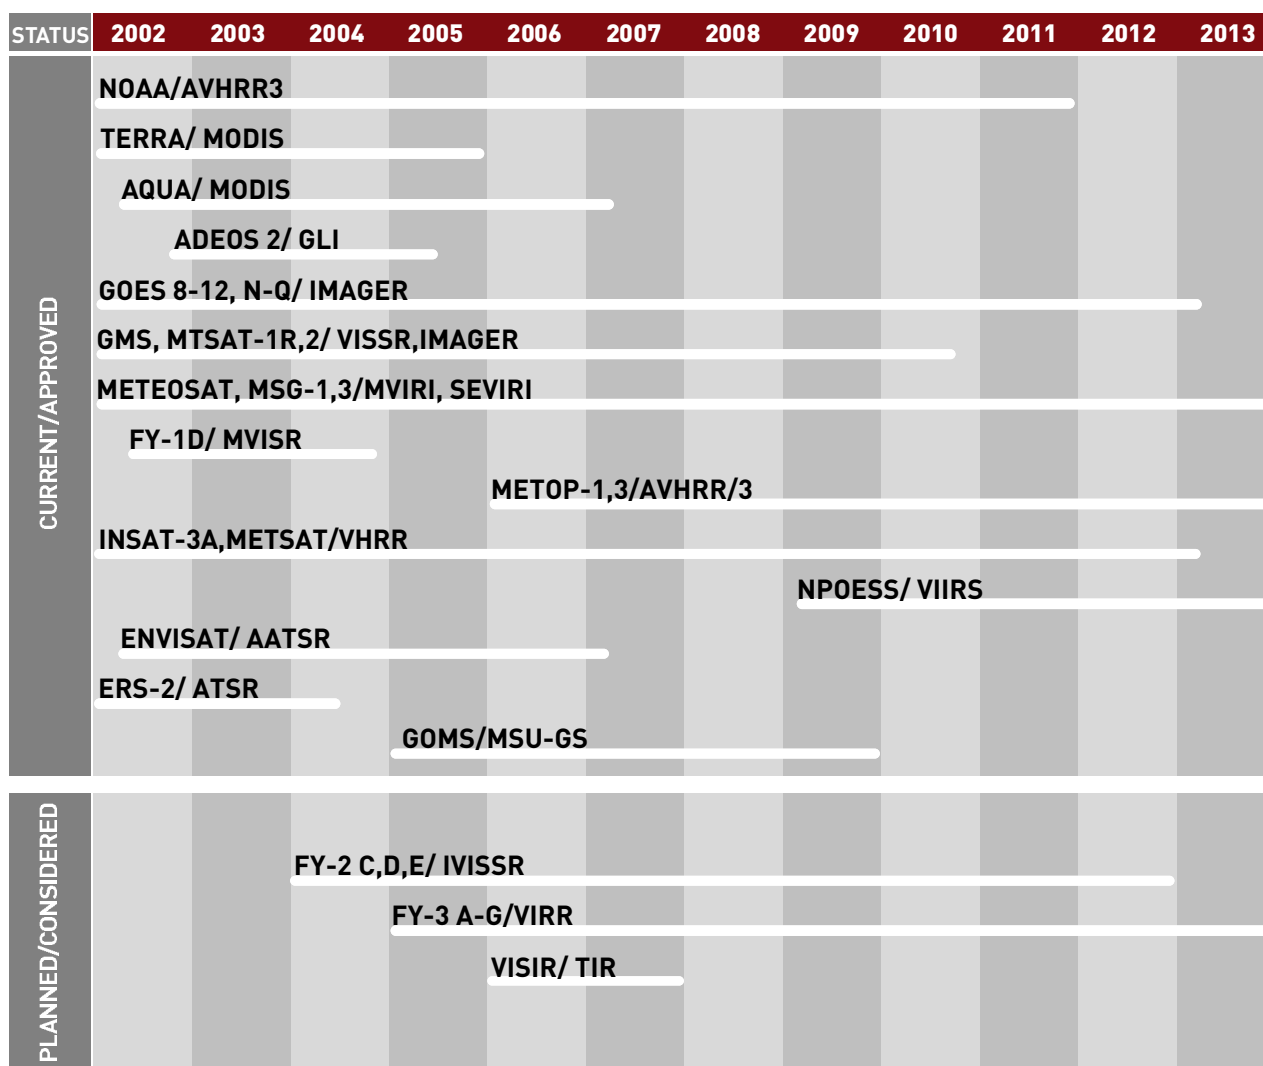 STATUS 2002 2003 2004 2005 2006 2007 2008 2009 2010 2011 2012 2013
CURRENT/APPROVED
NOAA/AVHRR3
TERRA/ MODIS
AQUA/ MODIS
ADEOS 2/ GLI
GOES 8-12, N-Q/ IMAGER
GMS, MTSAT-1R,2/ VISSR,IMAGER
METEOSAT, MSG-1,3/MVIRI, SEVIRI
FY-1D/ MVISR
METOP-1,3/AVHRR/3
INSAT-3A,METSAT/VHRR
NPOESS/ VIIRS
ENVISAT/ AATSR
ERS-2/ ATSR
GOMS/MSU-GS
PLANNED/CONSIDERED
FY-2 C,D,E/ IVISSR
FY-3 A-G/VIRR
VISIR/ TIR